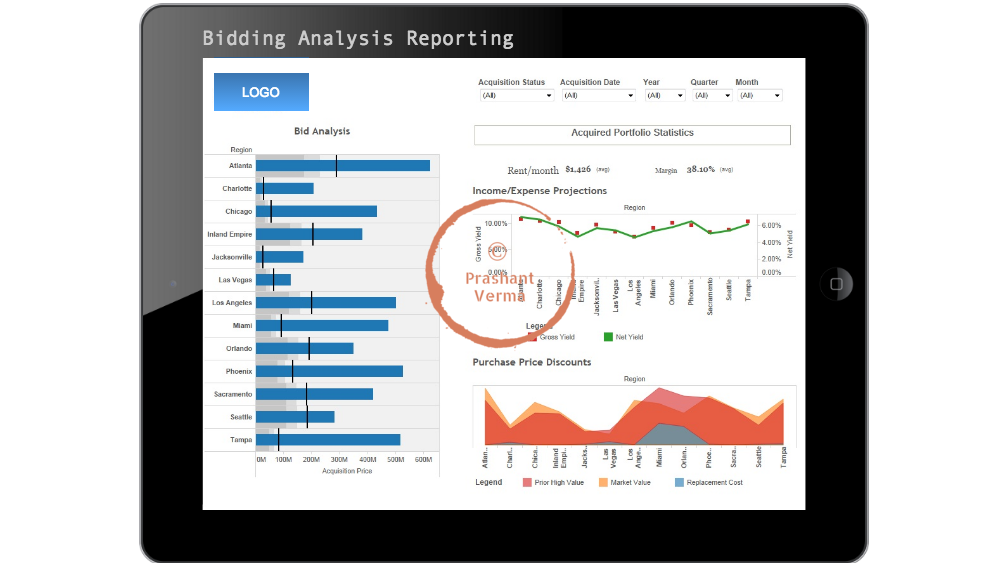 Bidding Analysis Reporting
LOGO
Acquisition Status Acquisition Date Year Quarter Month
(All) (All) (All) (All) (All)
Bid Analysis
Region
Atlanta
Charlotte
Chicago
Inland Empire
Jacksonville
Las Vegas
Los Angeles
Miami
Orlando
Phoenix
Sacramento
Seattle
Tampa
0M 100M 200M 300M 400M 500M 600M
Acquisition Price
Acquired Portfolio Statistics
Rent/month $1,426 (avg) Margin 38.10% (avg)
Income/Expense Projections
Region
Gross Yield
10.00%
5.00%
0.00%
6.00%
4.00%
2.00%
0.00%
Net Yield
Atlanta
Charlotte
Chicago
Inland
Empire
Jacksonvil..
Las Vegas
Los
Angeles
Miami
Orlando
Phoenix
Sacramento
Seattle
Tampa
Legend
Gross Yield Net Yield
©
Prashant
Verma
Purchase Price Discounts
Region
Atlan..
Charl..
Chica..
Inland
Empi..
Jacks..
Las
Vegas
Los
Ange..
Miami
Orlan..
Phoe..
Sacra..
Seattle
Tampa
Legend Prior High Value Market Value Replacement Cost